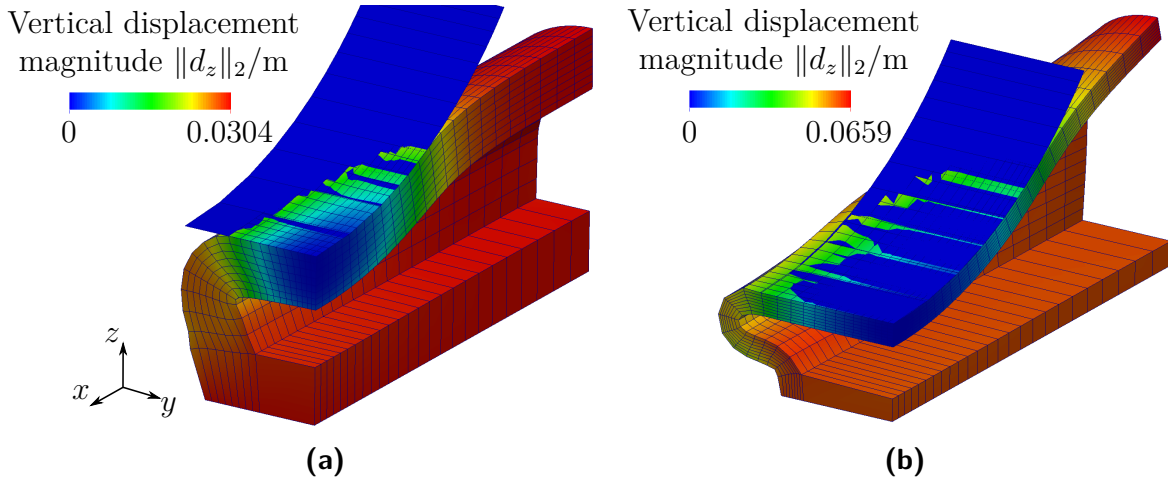 Vertical displacement
magnitude ‖d_z‖_2/m
0
0.0304
z
x
y
(a)
Vertical displacement
magnitude ‖d_z‖_2/m
0
0.0659
(b)